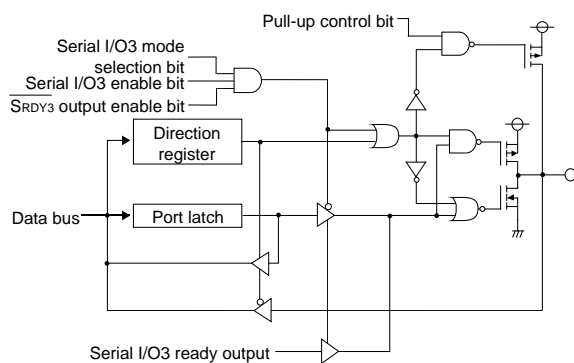 Pull-up control bit
Serial I/O3 mode
selection bit
Serial I/O3 enable bit
SRDY3 output enable bit
Direction
register
Data bus
Port latch
Serial I/O3 ready output